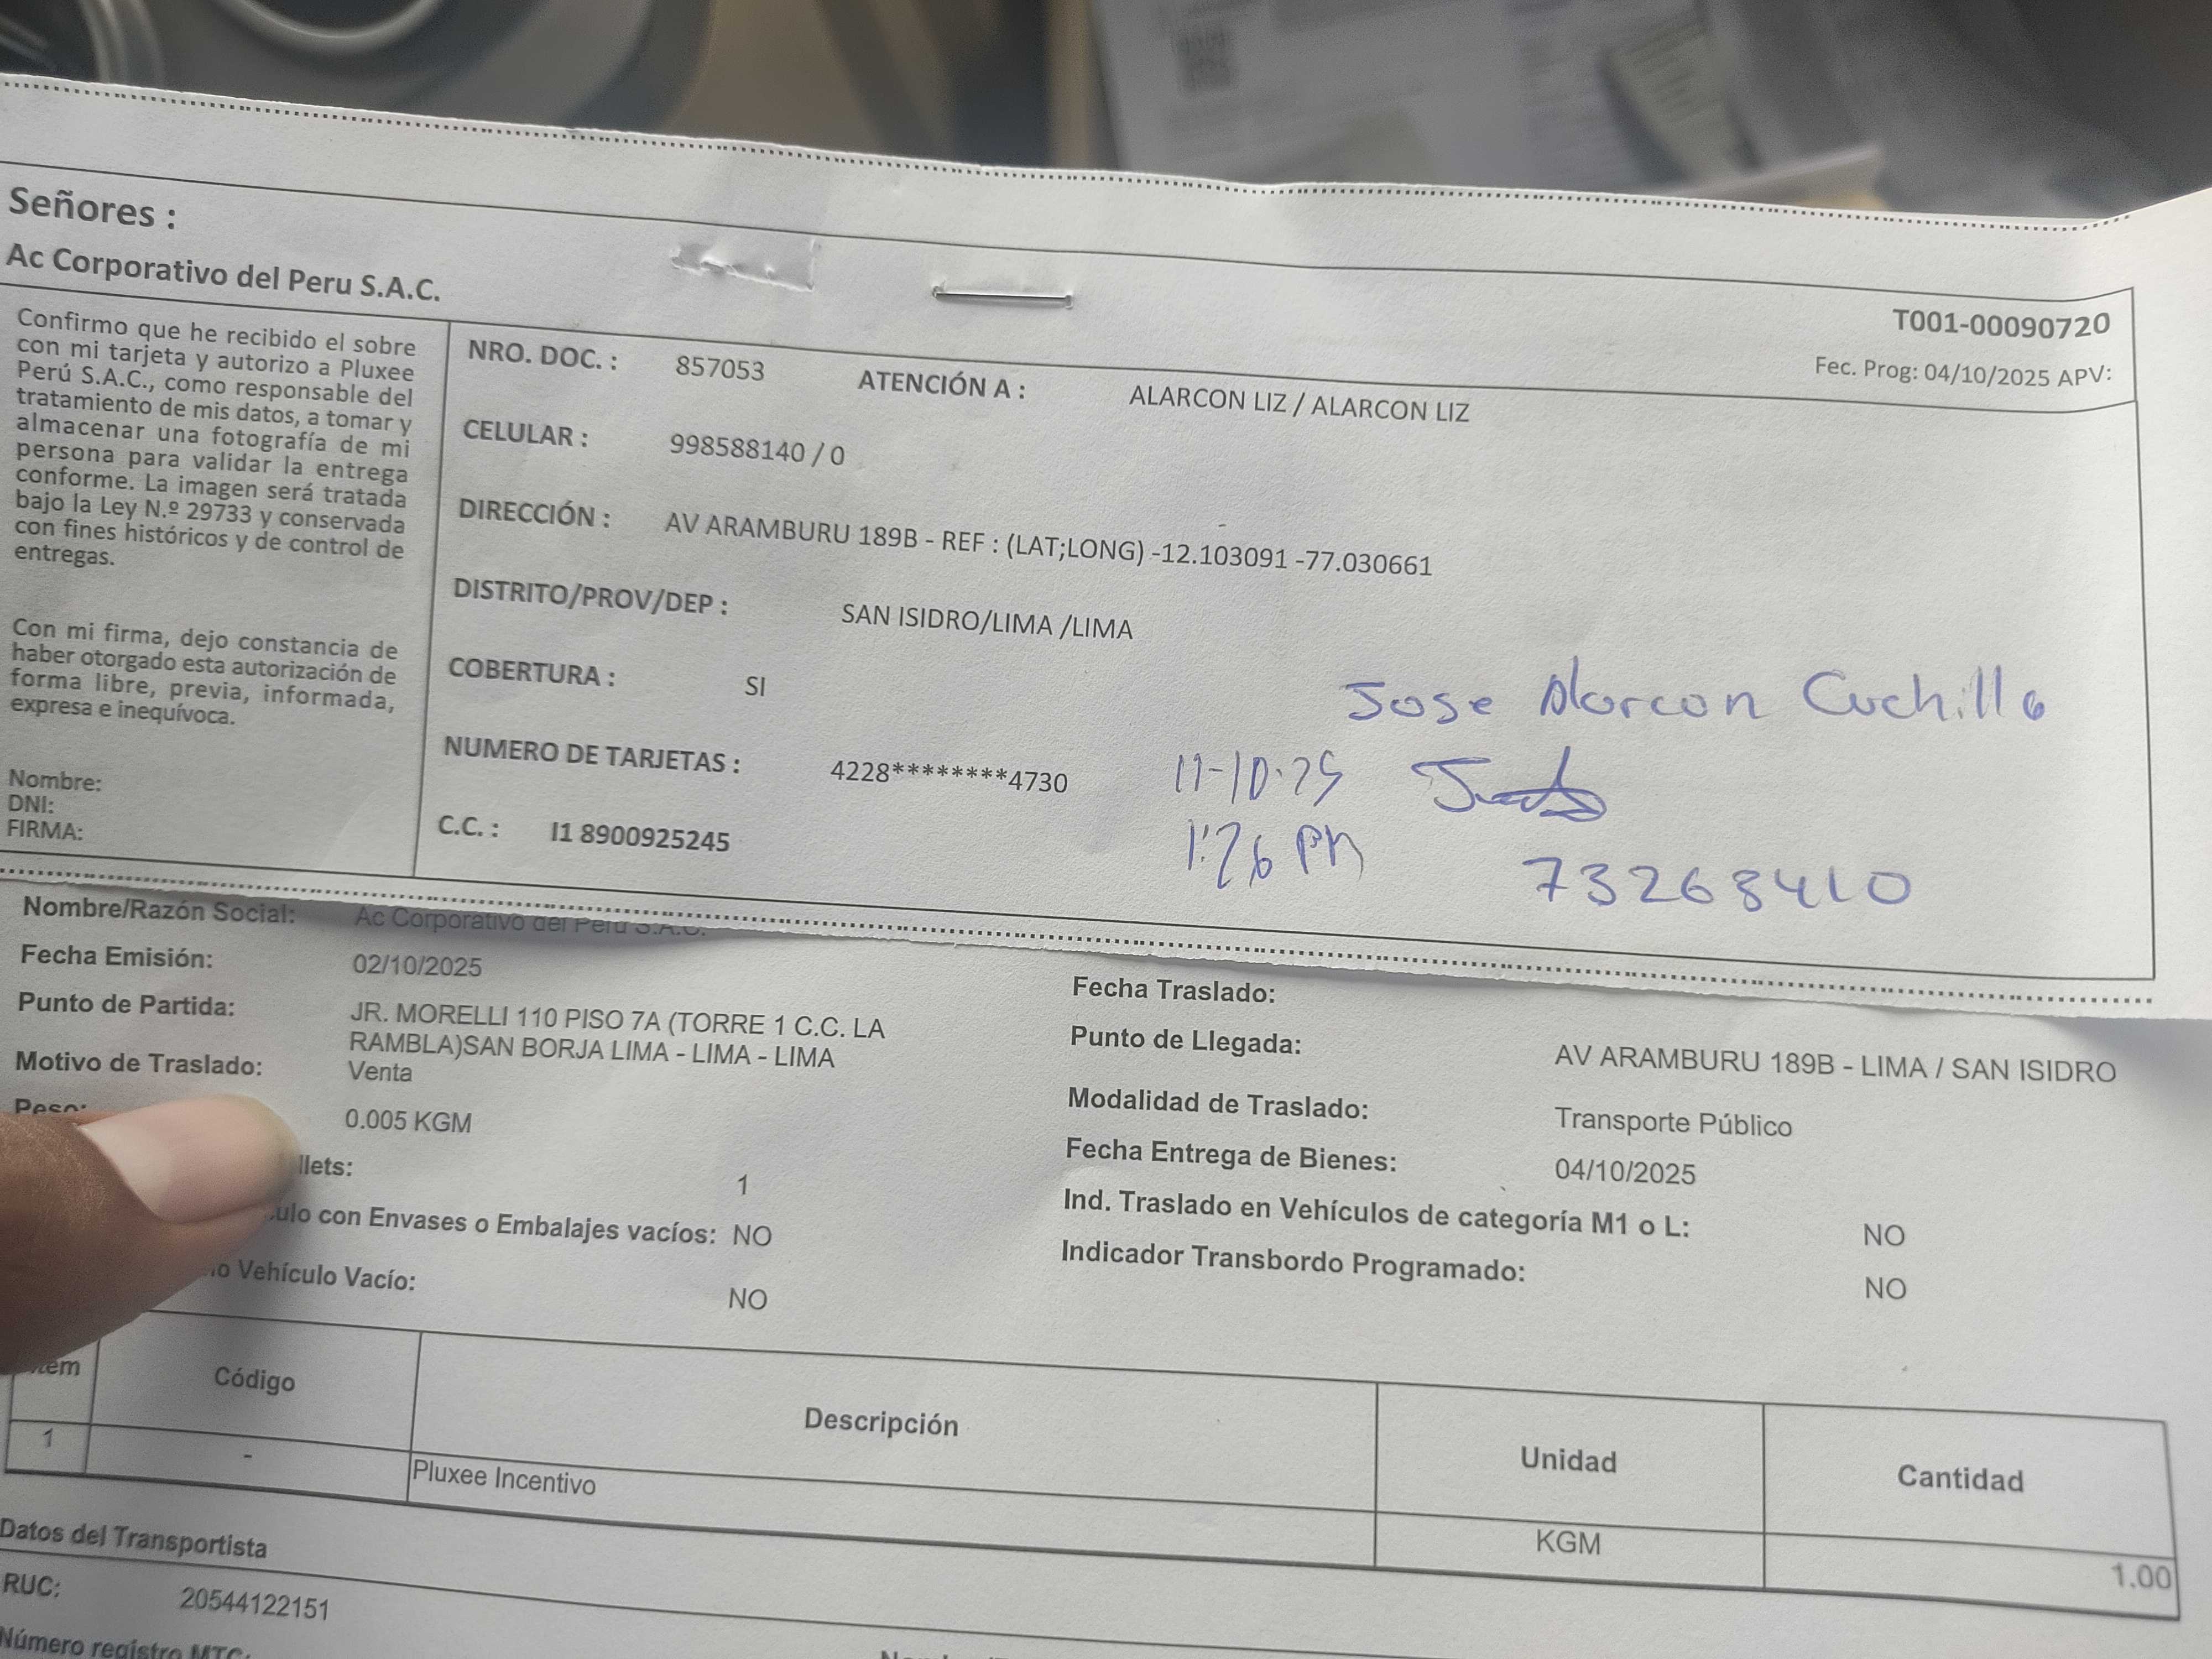 Señores :
Ac Corporativo del Peru S.A.C.
T001-00090720
Fec. Prog: 04/10/2025 APV:
Confirmo que he recibido el sobre
con mi tarjeta y autorizo a Pluxee
Perú S.A.C., como responsable del
tratamiento de mis datos, a tomar y
almacenar una fotografía de mi
persona para validar la entrega
conforme. La imagen será tratada
bajo la Ley N.º 29733 y conservada
con fines históricos y de control de
entregas.
Con mi firma, dejo constancia de
haber otorgado esta autorización de
forma libre, previa, informada,
expresa e inequívoca.
Nombre:
DNI:
FIRMA:
NRO. DOC. : 857053 ATENCIÓN A : ALARCON LIZ / ALARCON LIZ
CELULAR : 998588140 / 0
DIRECCIÓN : AV ARAMBURU 189B - REF : (LAT;LONG) -12.103091 -77.030661
DISTRITO/PROV/DEP : SAN ISIDRO/LIMA /LIMA
COBERTURA : SI
NUMERO DE TARJETAS : 4228********4730
C.C. : I1 8900925245
Jose Alarcon Cuchillo
11-10-25
1:26 PM
73268410
Nombre/Razón Social: Ac Corporativo del Peru S.A.C.
Fecha Emisión: 02/10/2025
Punto de Partida: JR. MORELLI 110 PISO 7A (TORRE 1 C.C. LA
RAMBLA)SAN BORJA LIMA - LIMA - LIMA
Motivo de Traslado: Venta
Peso: 0.005 KGM
llets: 1
ulo con Envases o Embalajes vacíos: NO
Vehículo Vacío: NO
Fecha Traslado:
Punto de Llegada: AV ARAMBURU 189B - LIMA / SAN ISIDRO
Modalidad de Traslado: Transporte Público
Fecha Entrega de Bienes: 04/10/2025
Ind. Traslado en Vehículos de categoría M1 o L: NO
Indicador Transbordo Programado: NO
tem Código Descripción Unidad Cantidad
1 - Pluxee Incentivo KGM 1.00
Datos del Transportista
RUC: 20544122151
Número registro MTC: